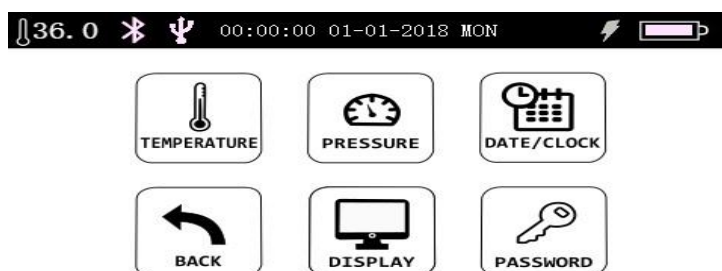 36.0 00:00:00 01-01-2018 MON
TEMPERATURE PRESSURE DATE/CLOCK
BACK DISPLAY PASSWORD